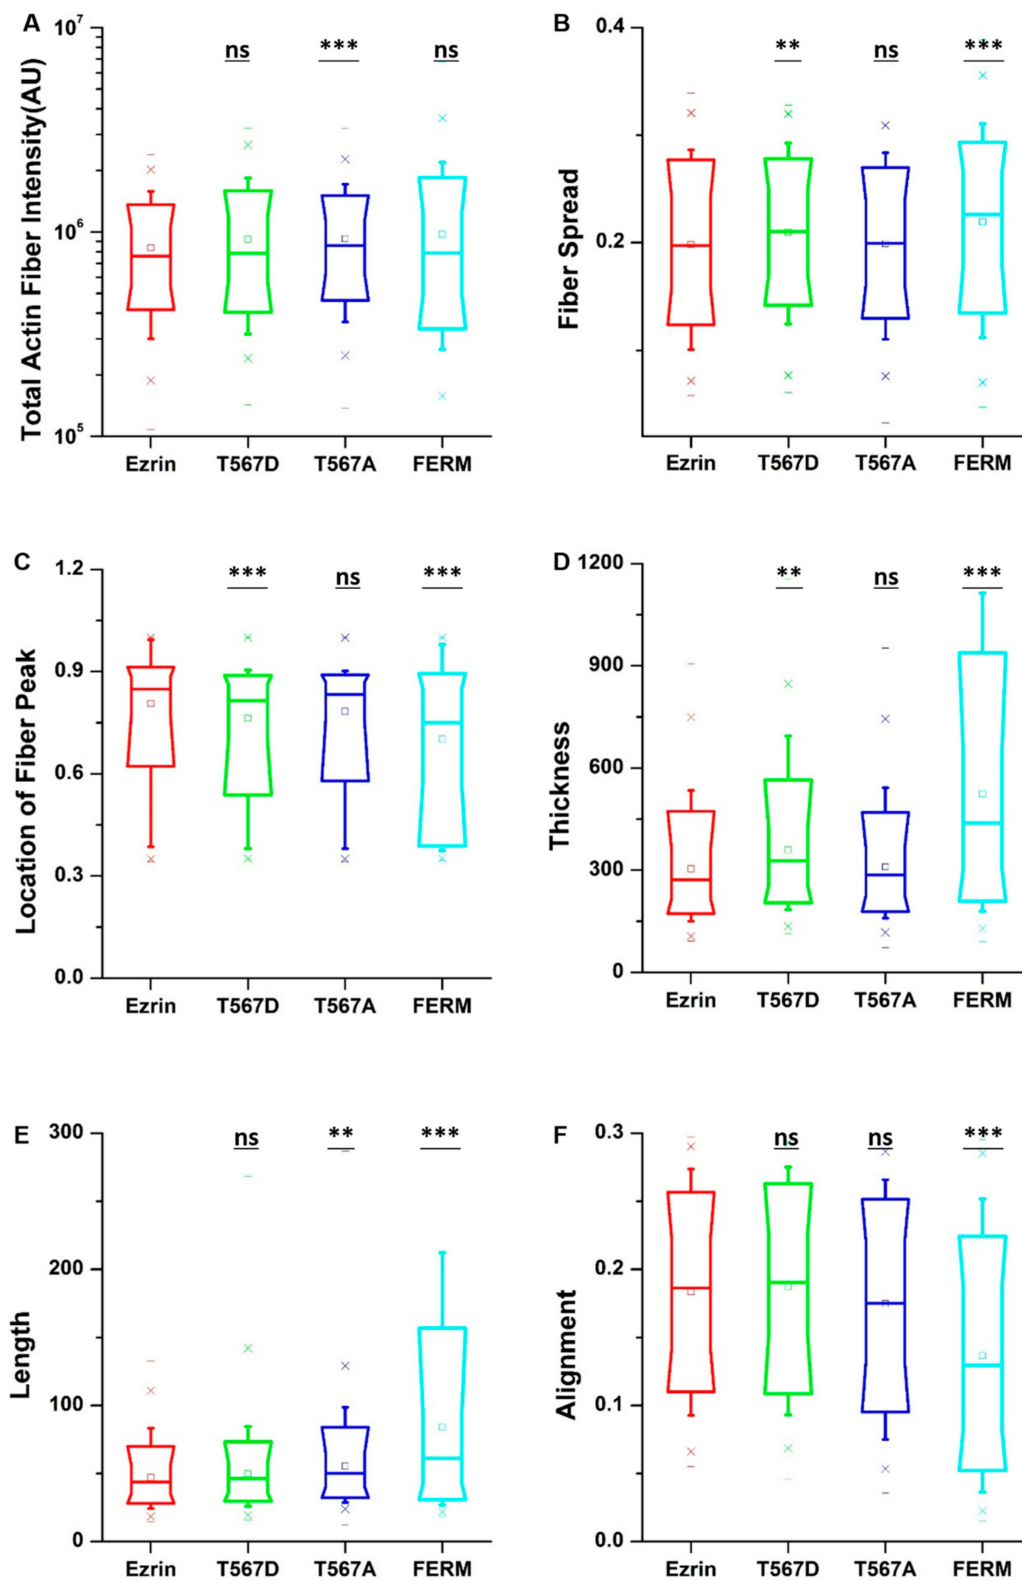 A
Total Actin Fiber Intensity(AU)
10^7
10^6
10^5
ns
***
ns
Ezrin
T567D
T567A
FERM
B
Fiber Spread
0.4
0.2
**
ns
***
Ezrin
T567D
T567A
FERM
C
Location of Fiber Peak
1.2
0.9
0.6
0.3
0.0
***
ns
***
Ezrin
T567D
T567A
FERM
D
Thickness
1200
900
600
300
0
**
ns
***
Ezrin
T567D
T567A
FERM
E
Length
300
200
100
0
ns
**
***
Ezrin
T567D
T567A
FERM
F
Alignment
0.3
0.2
0.1
0.0
ns
ns
***
Ezrin
T567D
T567A
FERM